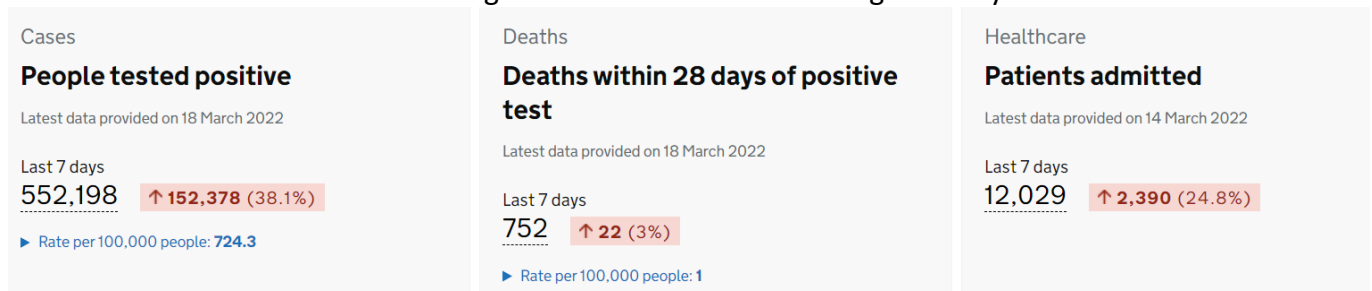 Cases
People tested positive
Latest data provided on 18 March 2022
Last 7 days
552,198 ↑ 152,378 (38.1%)
▶ Rate per 100,000 people: 724.3
Deaths
Deaths within 28 days of positive
test
Latest data provided on 18 March 2022
Last 7 days
752 ↑ 22 (3%)
▶ Rate per 100,000 people: 1
Healthcare
Patients admitted
Latest data provided on 14 March 2022
Last 7 days
12,029 ↑ 2,390 (24.8%)